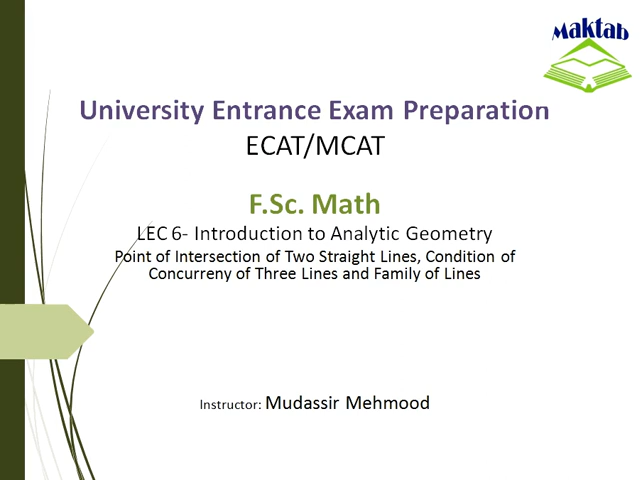 Maktab
University Entrance Exam Preparation
ECAT/MCAT
F.Sc. Math
LEC 6- Introduction to Analytic Geometry
Point of Intersection of Two Straight Lines, Condition of
Concurreny of Three Lines and Family of Lines
Instructor: Mudassir Mehmood